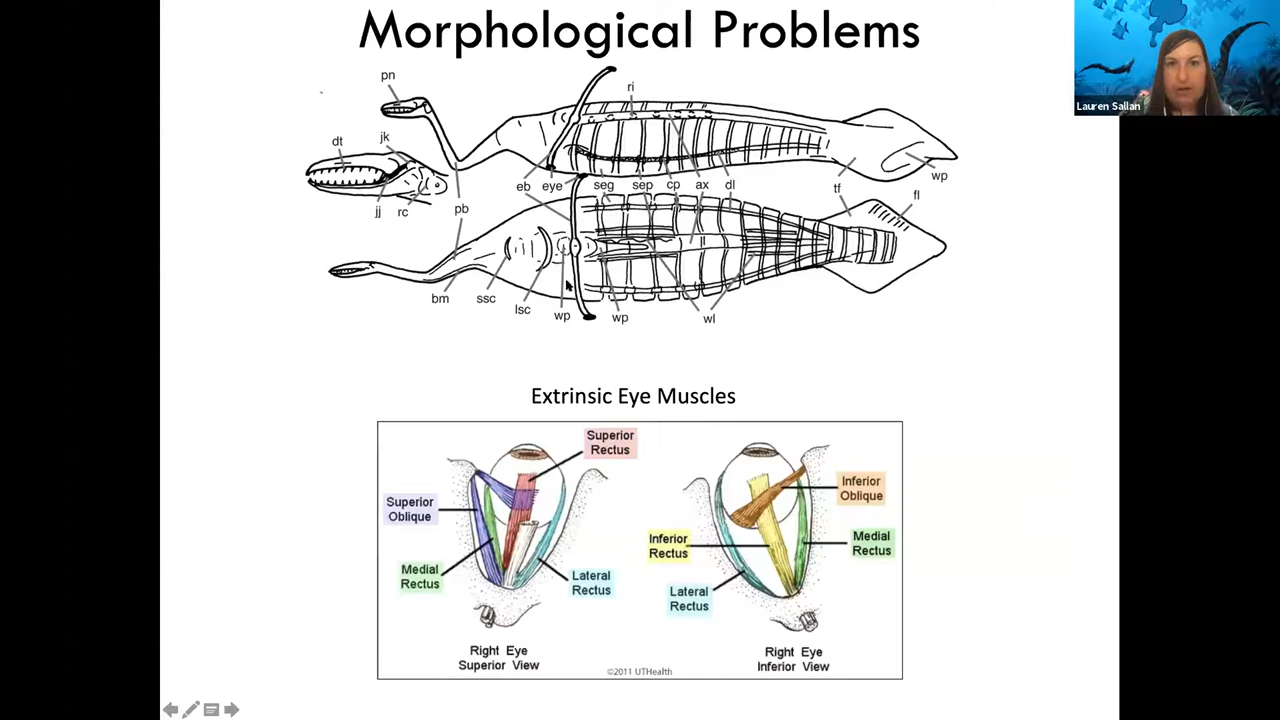 Morphological Problems
Lauren Sallan
pn
ri
dt
jk
wp
eb
eye
seg
sep
cp
ax
dl
tf
fl
jj
rc
pb
bm
ssc
lsc
wp
wp
wl
Extrinsic Eye Muscles
Superior
Rectus
Superior
Oblique
Medial
Rectus
Lateral
Rectus
Right Eye
Superior View
Inferior
Oblique
Inferior
Rectus
Medial
Rectus
Lateral
Rectus
Right Eye
Inferior View
©2011 UTHealth